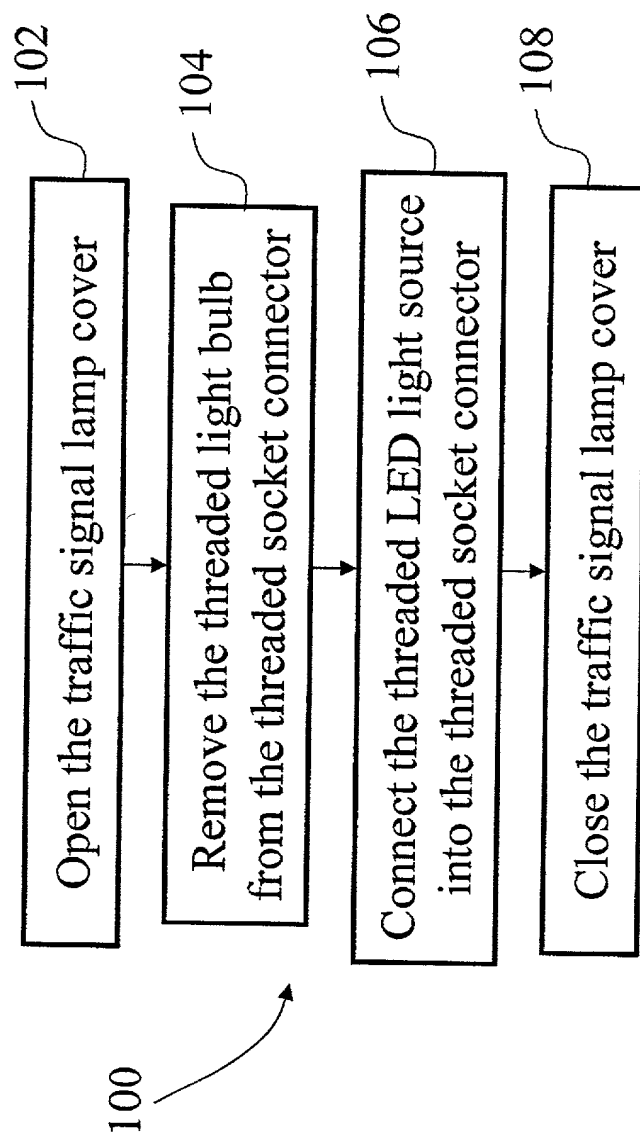 102
Open the traffic signal lamp cover
104
Remove the threaded light bulb
from the threaded socket connector
106
Connect the threaded LED light source
into the threaded socket connector
108
Close the traffic signal lamp cover
100